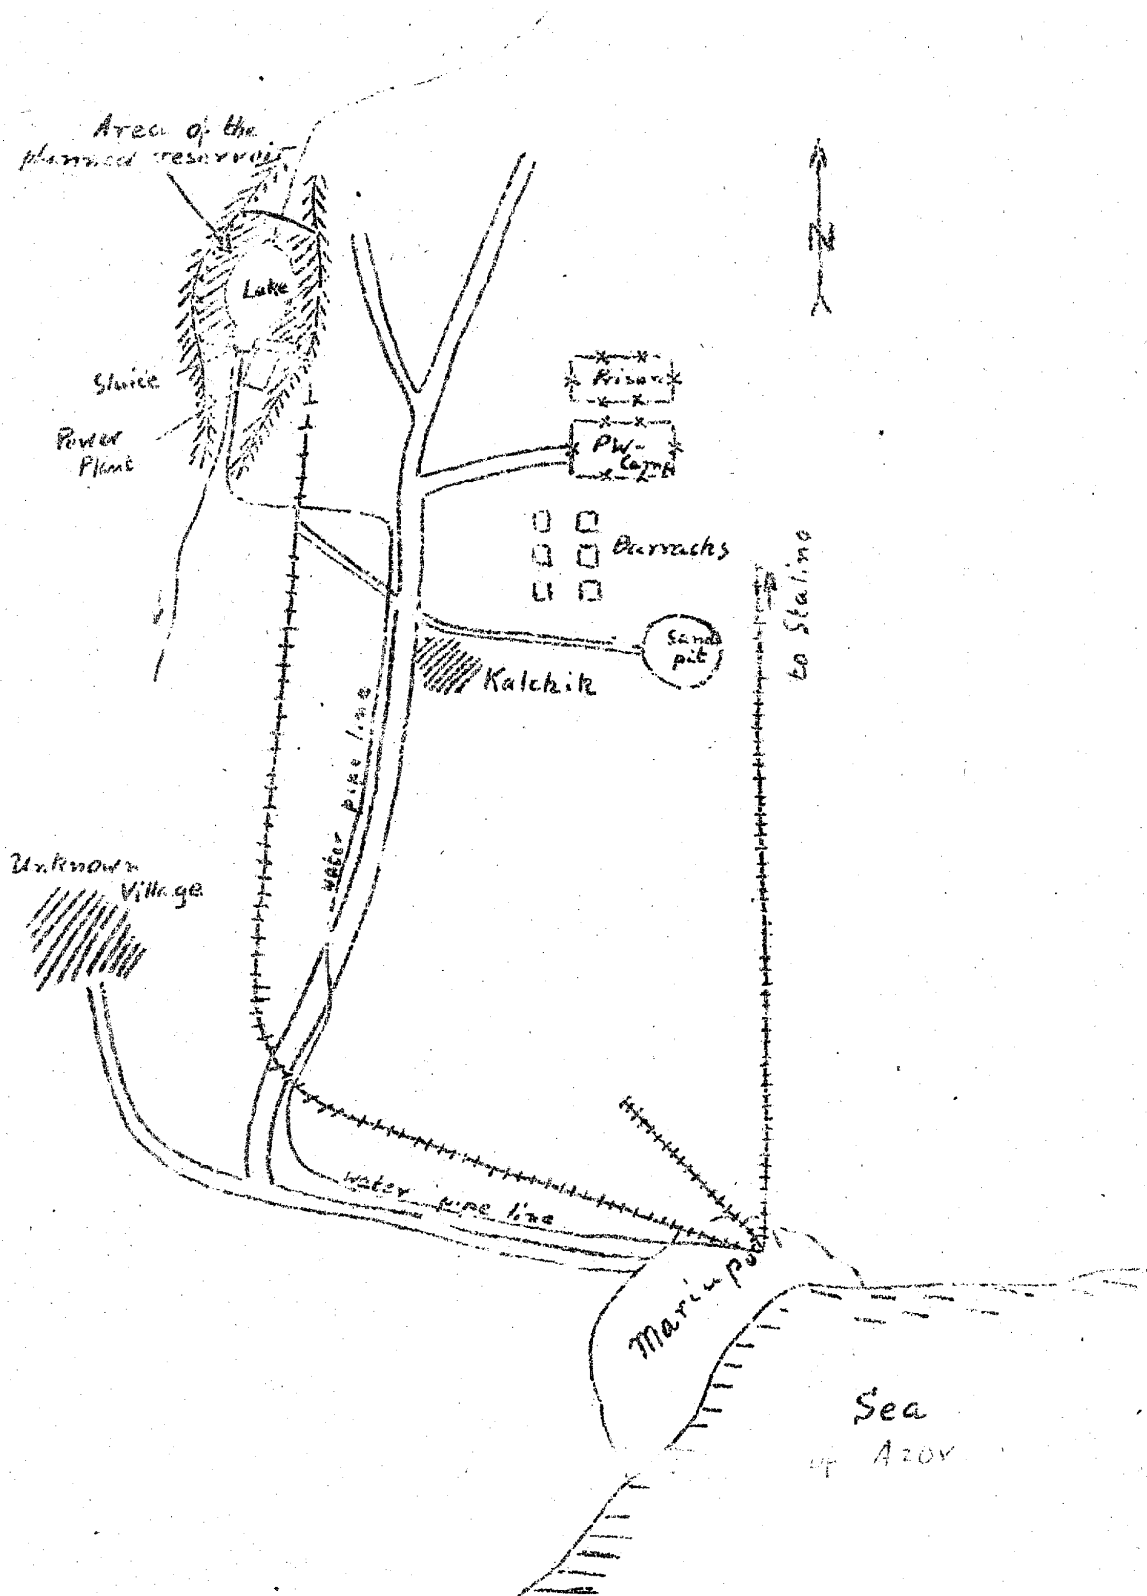 Area of the
planned reservoir
Lake
N
Sluice
Power
Plant
Prison
PW-
Camp
Barracks
to Stalino
Sand
pit
Kalchik
water pipe line
Unknown
Village
water pipe line
Mariupol
Sea
of Azov